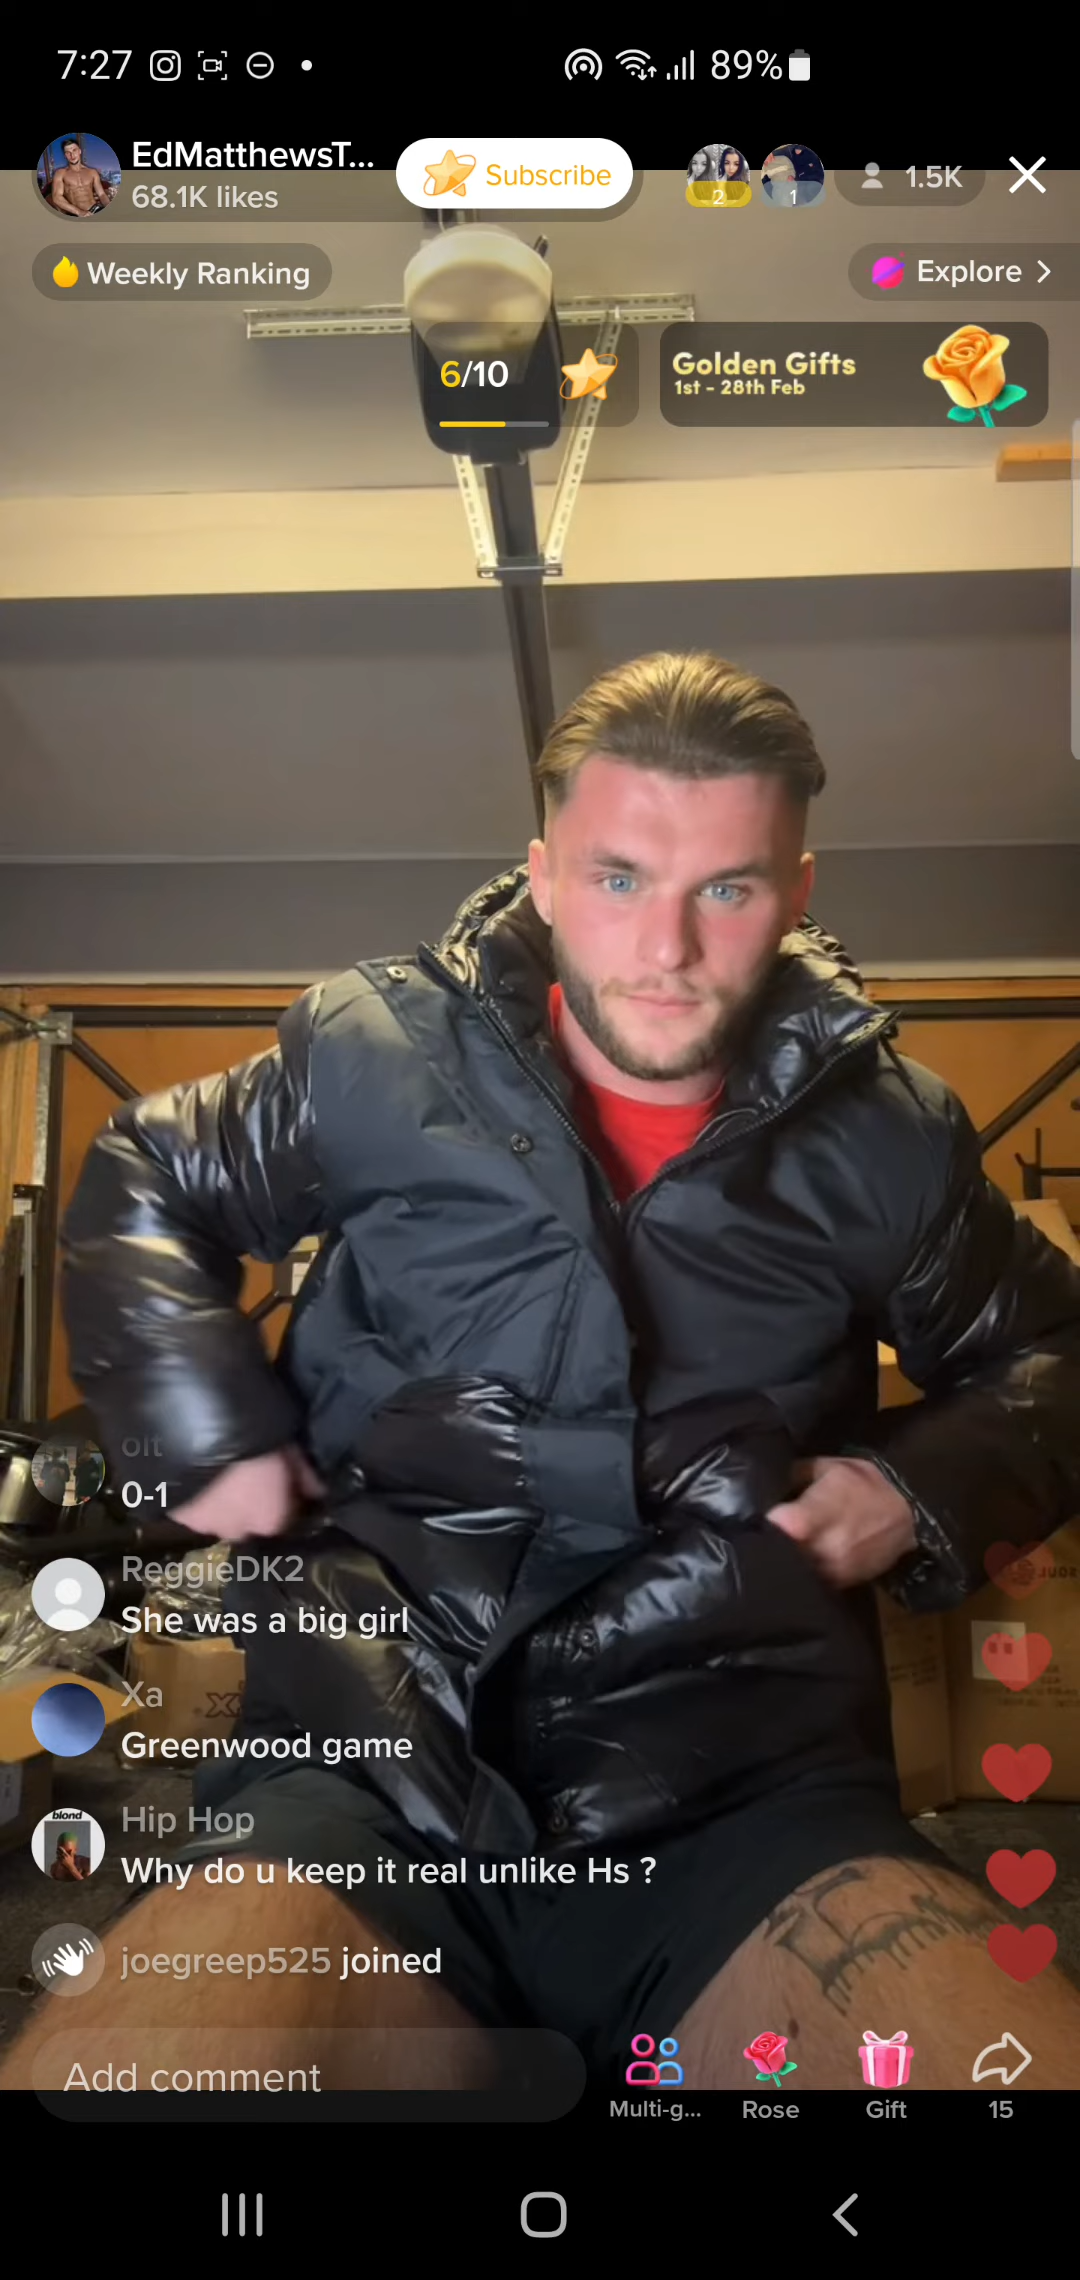 7:27
89%
EdMatthewsT...
68.1K likes
Subscribe
2
1
1.5K
Weekly Ranking
Explore
6/10
Golden Gifts
1st - 28th Feb
olt
0-1
ReggieDK2
She was a big girl
Xa
Greenwood game
Hip Hop
blond
Why do u keep it real unlike Hs ?
joegreep525 joined
Add comment
Multi-g...
Rose
Gift
15